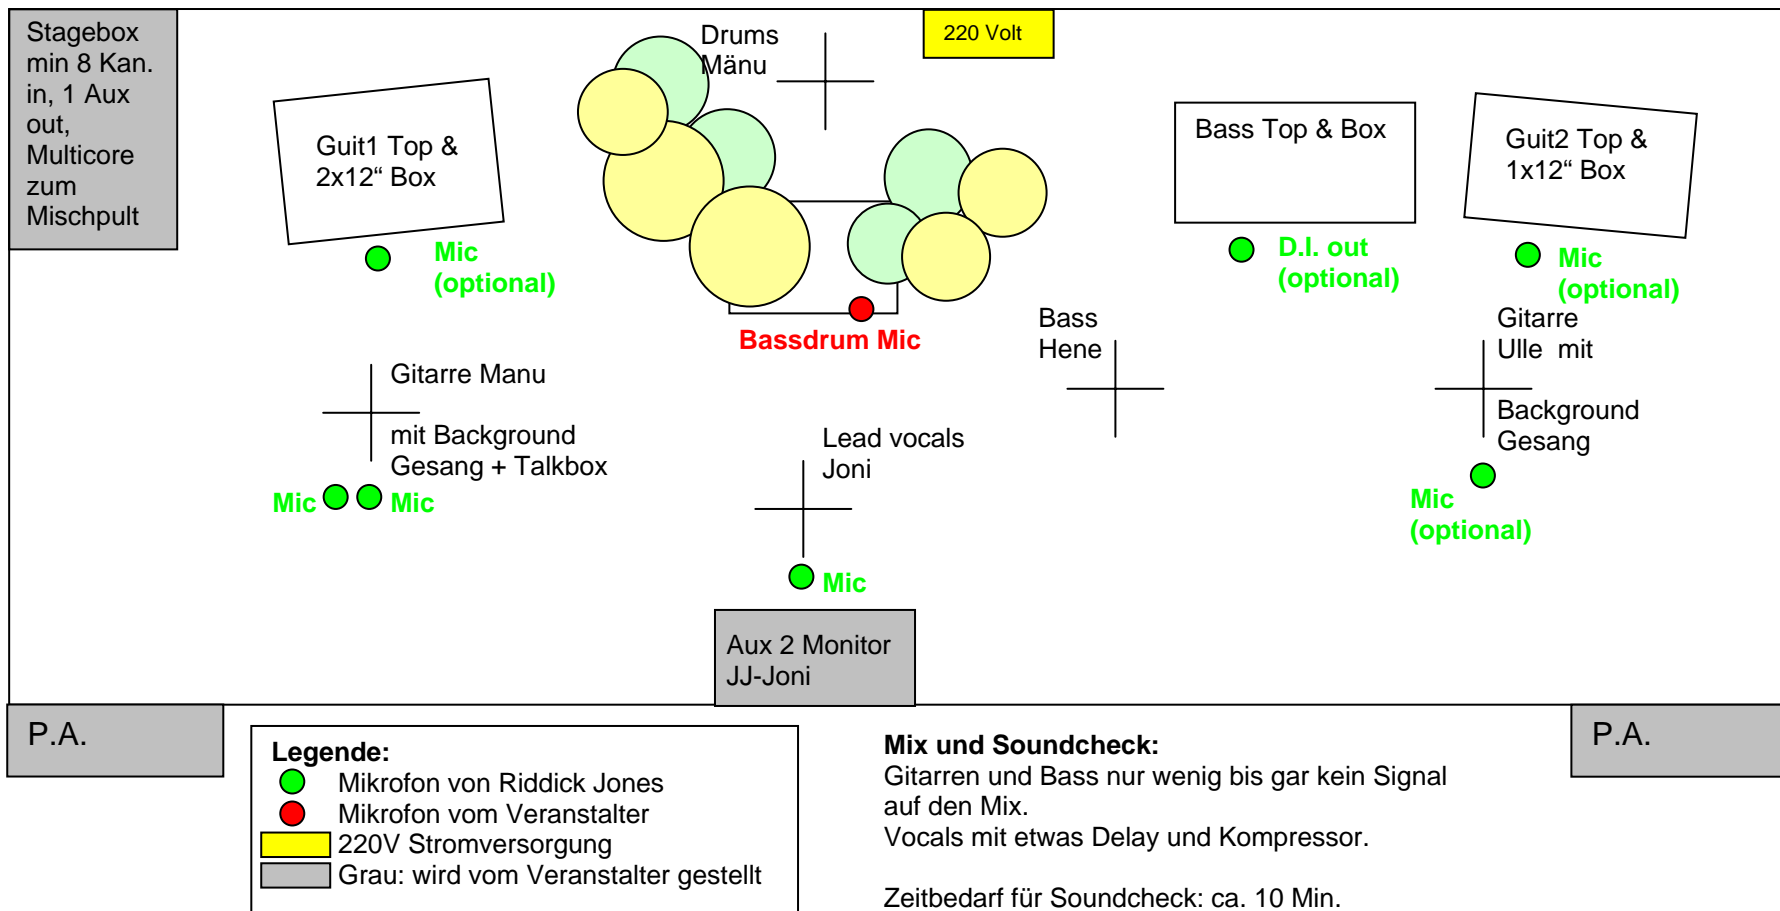 Stagebox
min 8 Kan.
in, 1 Aux
out,
Multicore
zum
Mischpult
Guit1 Top &
2x12“ Box
Mic
(optional)
Drums
Mänu
220 Volt
Bass Top & Box
Guit2 Top &
1x12“ Box
D.I. out
(optional)
Mic
(optional)
Bassdrum Mic
Bass
Hene
Gitarre
Ulle  mit
Background
Gesang
Mic
(optional)
Gitarre Manu
mit Background
Gesang + Talkbox
Mic
Mic
Lead vocals
Joni
Mic
Aux 2 Monitor
JJ-Joni
P.A.
P.A.
Legende:
Mikrofon von Riddick Jones
Mikrofon vom Veranstalter
220V Stromversorgung
Grau: wird vom Veranstalter gestellt
Mix und Soundcheck:
Gitarren und Bass nur wenig bis gar kein Signal
auf den Mix.
Vocals mit etwas Delay und Kompressor.
Zeitbedarf für Soundcheck: ca. 10 Min.